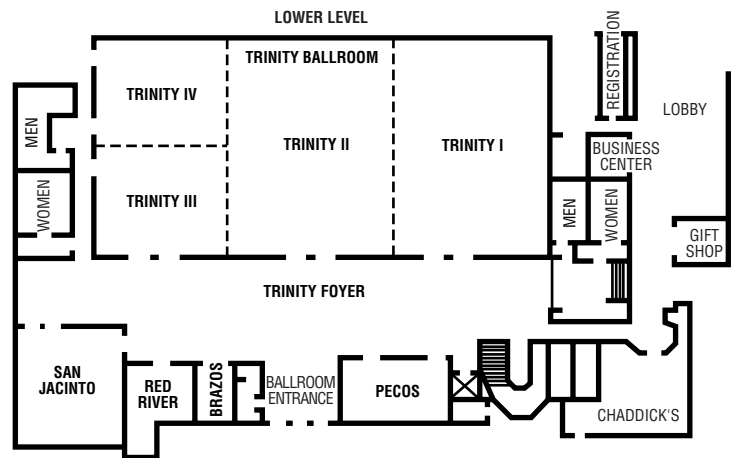 LOWER LEVEL
TRINITY BALLROOM
REGISTRATION
LOBBY
TRINITY IV
MEN
TRINITY II
TRINITY I
BUSINESS
CENTER
WOMEN
TRINITY III
MEN
WOMEN
GIFT
SHOP
TRINITY FOYER
SAN
JACINTO
RED
RIVER
BRAZOS
BALLROOM
ENTRANCE
PECOS
CHADDICK'S